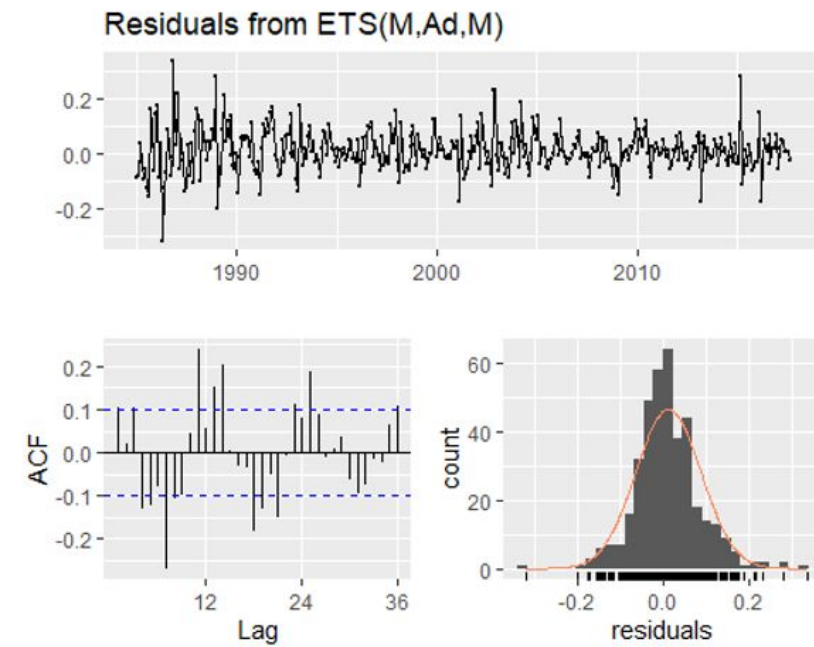 Residuals from ETS(M,Ad,M)
0.2
0.0
-0.2
1990 2000 2010
0.2
0.1
0.0
-0.1
-0.2
ACF
12 24 36
Lag
60
40
20
0
count
-0.2 0.0 0.2
residuals